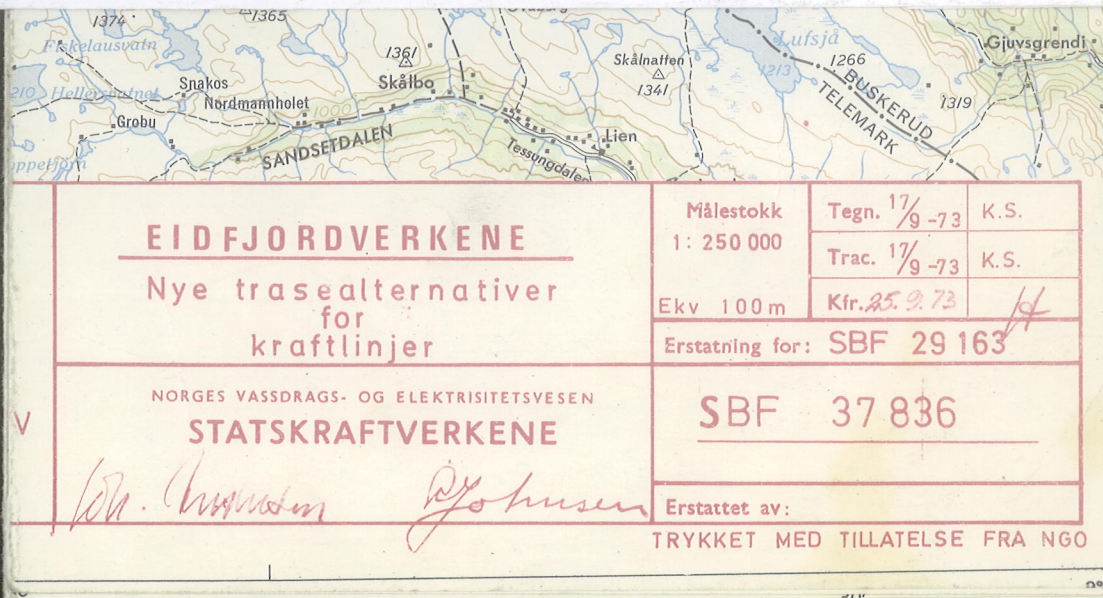 1374
1365
Fiskelausvatn
1361
Skålbo
Skålnatten
1341
Lufsjå
1213
1266
BUSKERUD
TELEMARK
Gjuvsgrendi
1319
210
Snakos
Nordmannholet
1000
Grobu
SANDSETDALEN
Lien
Tessungdalen
EIDFJORDVERKENE
Nye trasealternativer
for
kraftlinjer
Målestokk
1: 250 000
Ekv 100 m
Tegn. 17/9 -73 K.S.
Trac. 17/9 -73 K.S.
Kfr. 25.9.73
Erstatning for: SBF 29 163
NORGES VASSDRAGS- OG ELEKTRISITETSVESEN
STATSKRAFTVERKENE
V
SBF 37 836
Johnsen
Erstattet av:
TRYKKET MED TILLATELSE FRA NGO